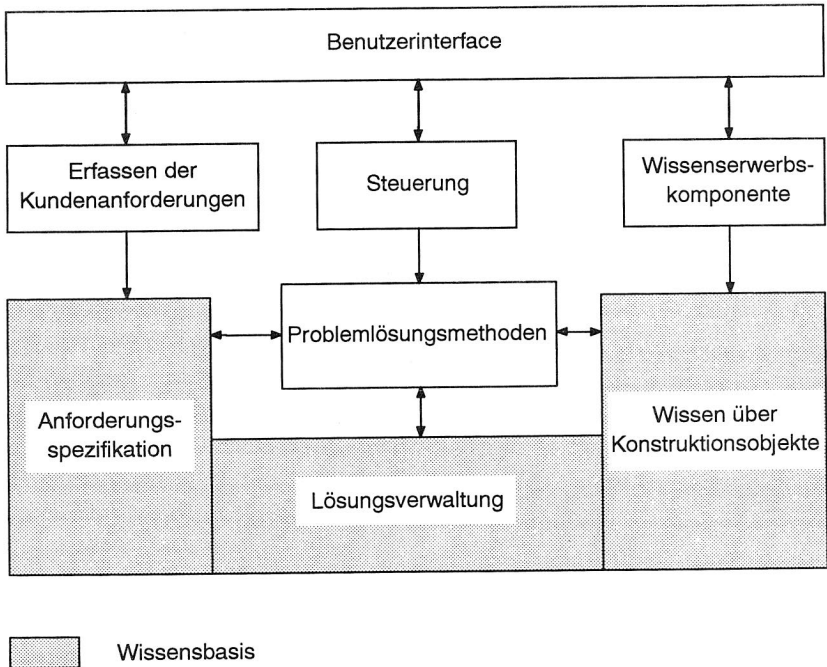 Benutzerinterface
Erfassen der
Kundenanforderungen
Steuerung
Wissenserwerbs-
komponente
Problemlösungsmethoden
Anforderungs-
spezifikation
Wissen über
Konstruktionsobjekte
Lösungsverwaltung
Wissensbasis